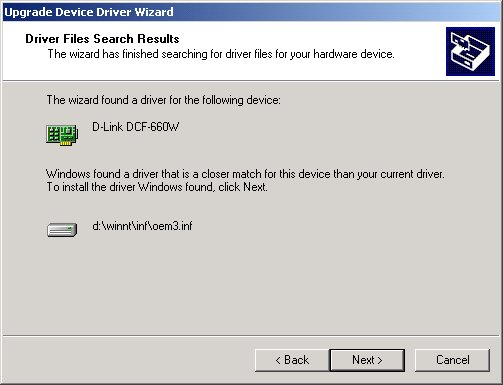 Upgrade Device Driver Wizard
Driver Files Search Results
The wizard has finished searching for driver files for your hardware device.
The wizard found a driver for the following device:
D-Link DCF-660W
Windows found a driver that is a closer match for this device than your current driver.
To install the driver Windows found, click Next.
d:\winnt\inf\oem3.inf
< Back
Next >
Cancel